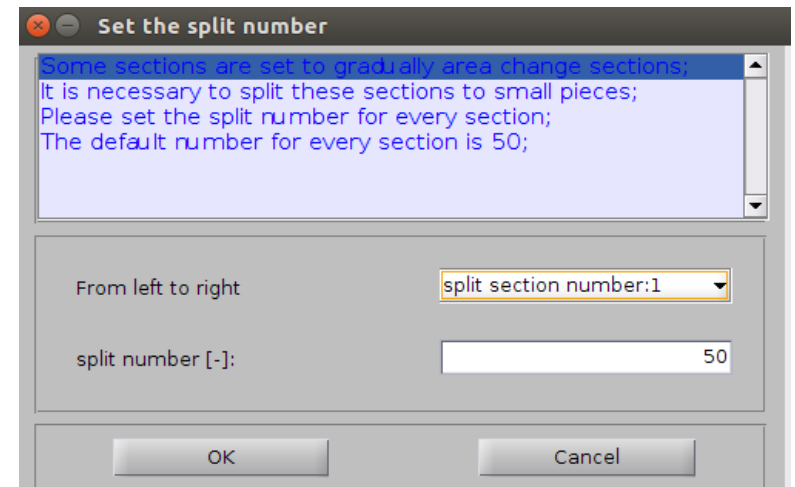 Set the split number
Some sections are set to gradually area change sections;
It is necessary to split these sections to small pieces;
Please set the split number for every section;
The default number for every section is 50;
From left to right
split section number:1
split number [-]:
50
OK
Cancel